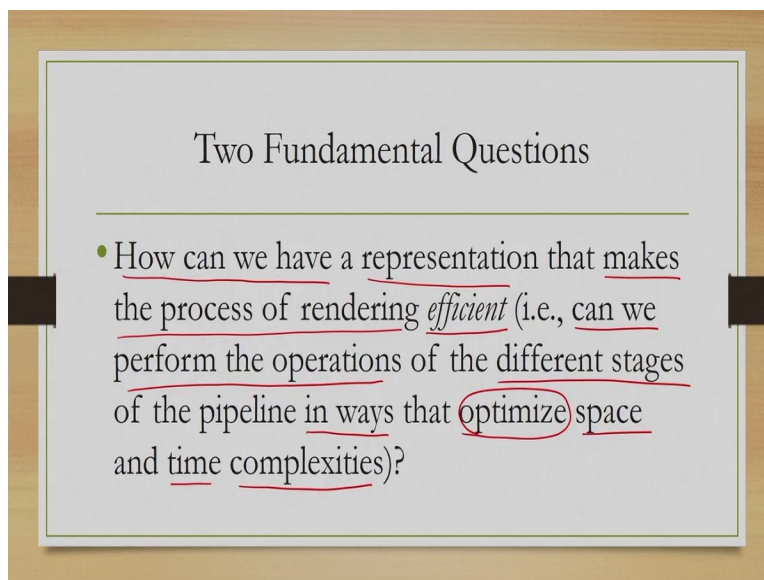 Two Fundamental Questions
• How can we have a representation that makes
the process of rendering efficient (i.e., can we
perform the operations of the different stages
of the pipeline in ways that optimize space
and time complexities)?